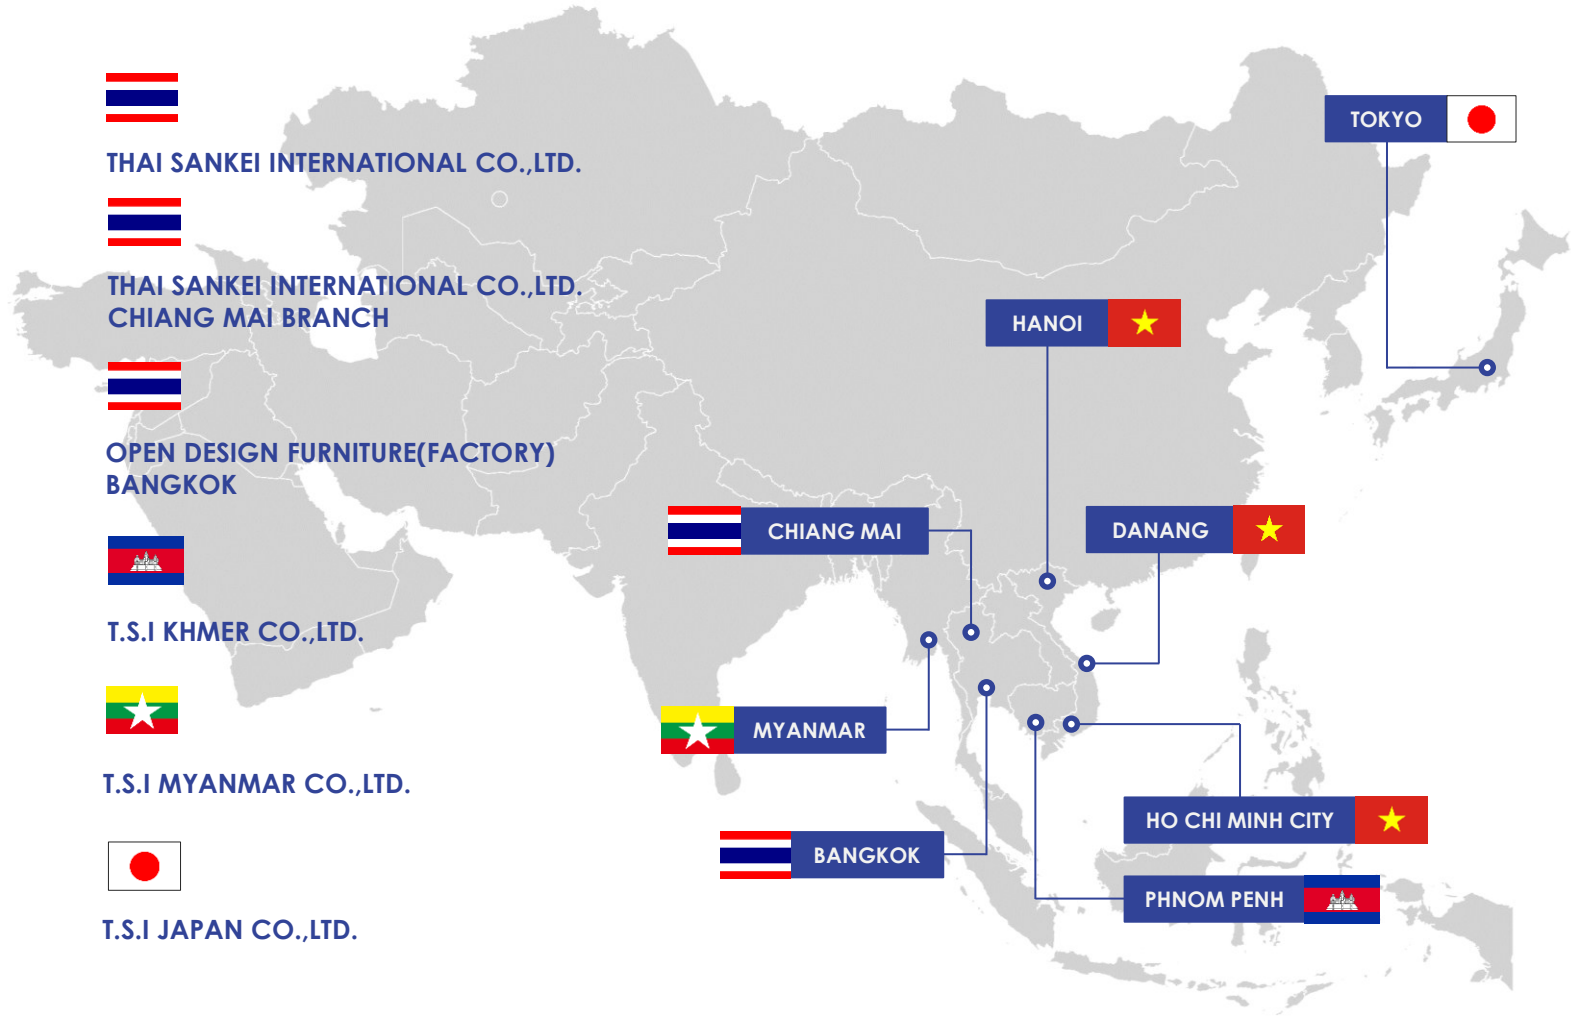 THAI SANKEI INTERNATIONAL CO.,LTD.
THAI SANKEI INTERNATIONAL CO.,LTD.
CHIANG MAI BRANCH
OPEN DESIGN FURNITURE(FACTORY)
BANGKOK
T.S.I KHMER CO.,LTD.
T.S.I MYANMAR CO.,LTD.
T.S.I JAPAN CO.,LTD.
TOKYO
HANOI
CHIANG MAI
DANANG
MYANMAR
HO CHI MINH CITY
BANGKOK
PHNOM PENH